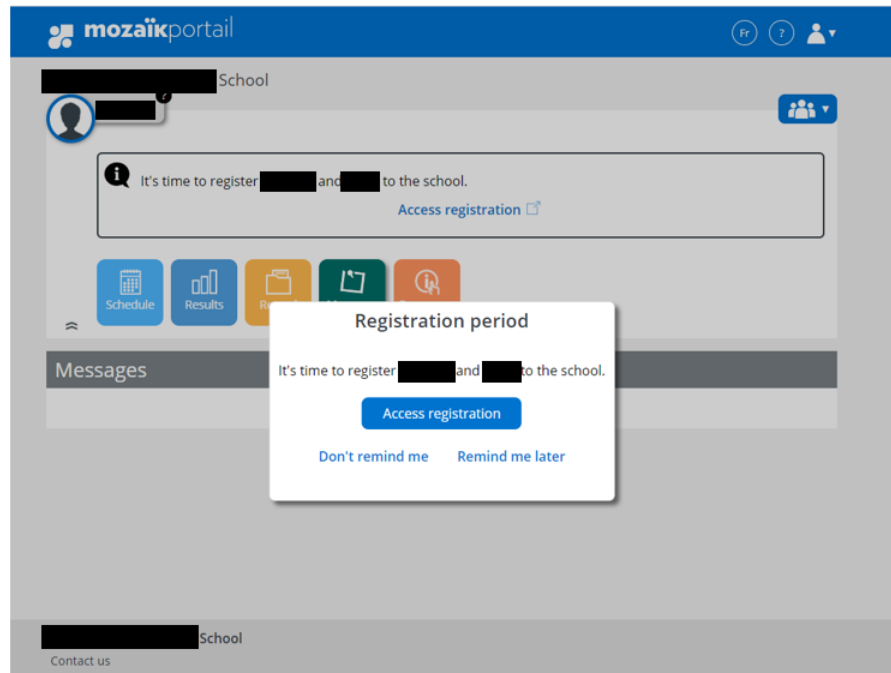 mozaïkportail
Fr ?
School
?
It's time to register and to the school.
Access registration
Schedule Results
Registration period
It's time to register and to the school.
Access registration
Don't remind me Remind me later
Messages
School
Contact us